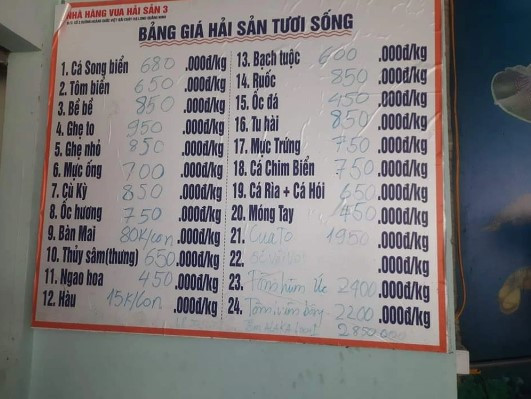 NHÀ HÀNG VUA HẢI SẢN 3
BẢNG GIÁ HẢI SẢN TƯƠI SỐNG
1. Cá Song biển 680 .000đ/kg
2. Tôm biển 650 .000đ/kg
3. Bề bề 850 .000đ/kg
4. Ghẹ to 950 .000đ/kg
5. Ghẹ nhỏ 850 .000đ/kg
6. Mực ống 700 .000đ/kg
7. Cù Kỳ 850 .000đ/kg
8. Ốc hương 750 .000đ/kg
9. Bàn Mai 80K/con .000đ/kg
10. Thủy sâm(thưng) 650 .000đ/kg
11. Ngao hoa 450 .000đ/kg
12. Hàu 15K/con .000đ/kg
13. Bạch tuộc 600 .000đ/kg
14. Ruốc 850 .000đ/kg
15. Ốc đá 450 .000đ/kg
16. Tu hài 850 .000đ/kg
17. Mực Trứng 750 .000đ/kg
18. Cá Chim Biển 750 .000đ/kg
19. Cá Rìa + Cá Hói 650 .000đ/kg
20. Móng Tay 450 .000đ/kg
21. Cua to 1950 .000đ/kg
22. .000đ/kg
23. Tôm hùm Úc 2400 .000đ/kg
24. Tôm hùm bông 2200 .000đ/kg
2850.000